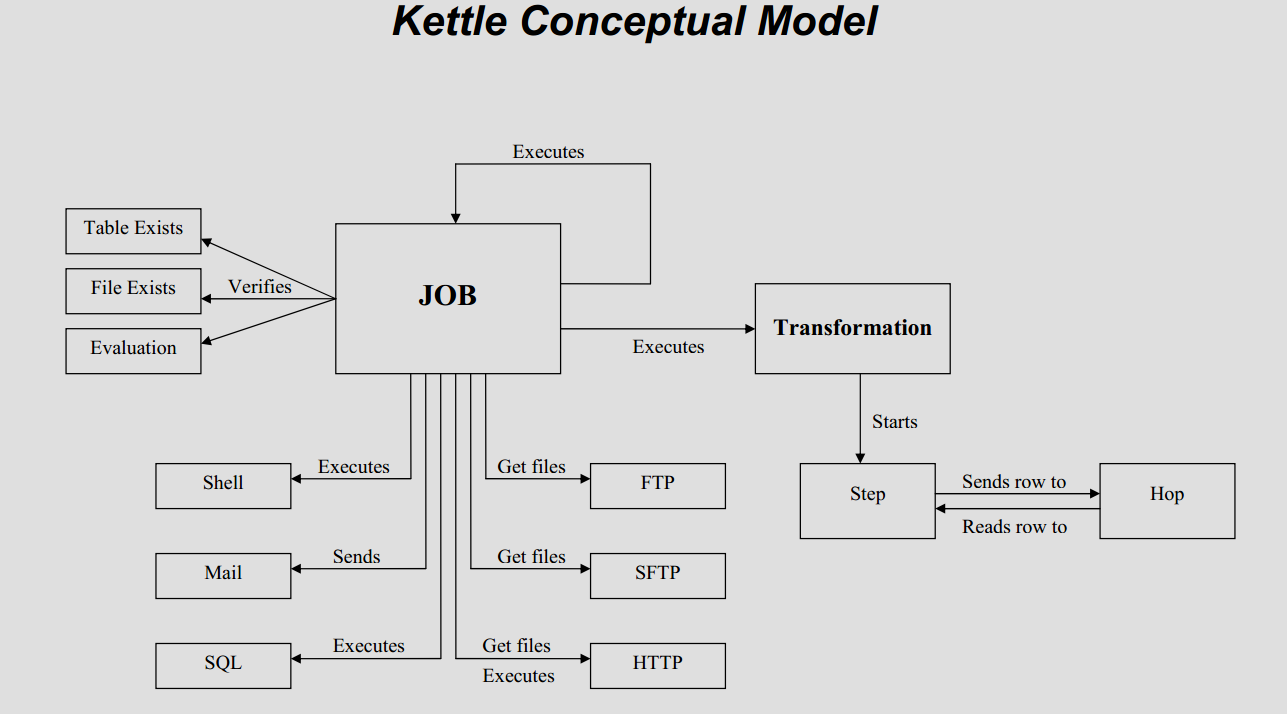 Kettle Conceptual Model
Executes
Table Exists
File Exists
Verifies
Evaluation
JOB
Executes
Transformation
Starts
Shell
Executes
Get files
FTP
Step
Sends row to
Reads row to
Hop
Mail
Sends
Get files
SFTP
SQL
Executes
Get files
Executes
HTTP